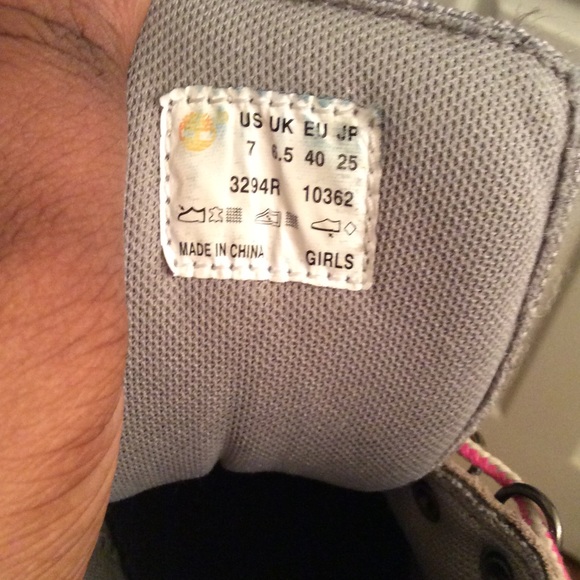 US UK EU JP
7 6.5 40 25
3294R 10362
MADE IN CHINA
GIRLS